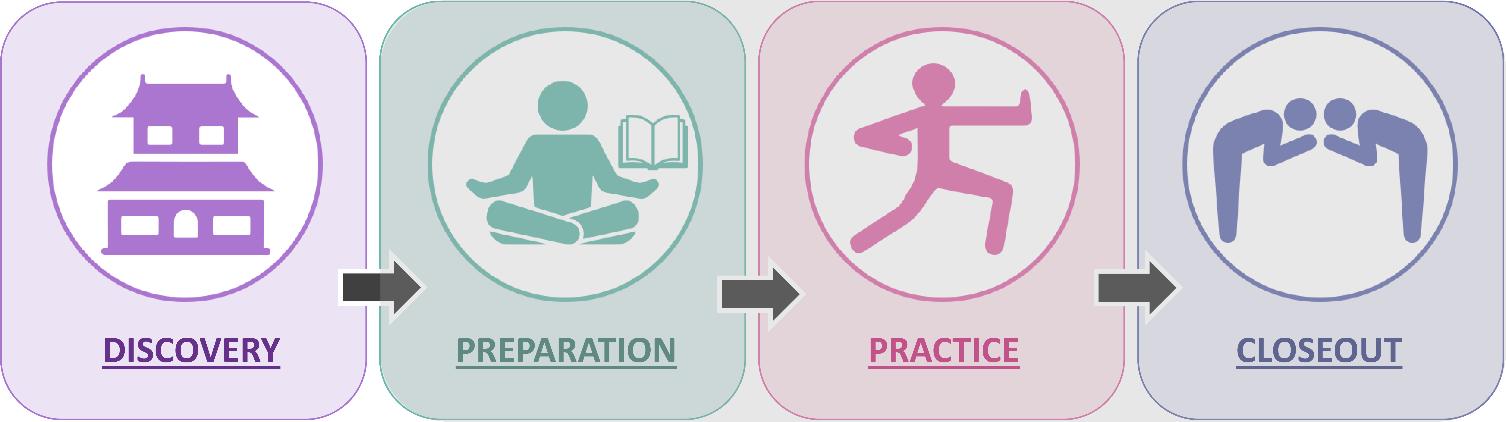 DISCOVERY
PREPARATION
PRACTICE
CLOSEOUT